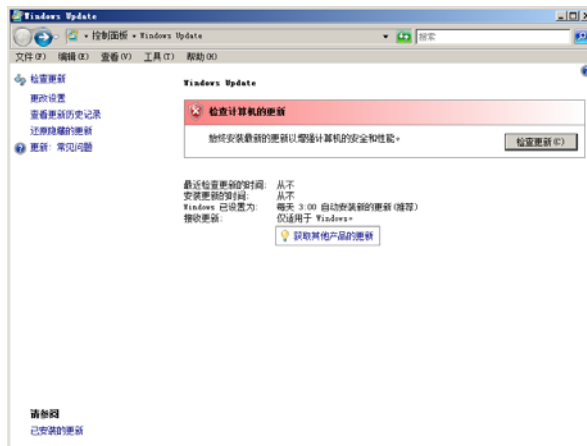 Windows Update
控制面板 ▸ Windows Update
搜索
文件(F) 编辑(E) 查看(V) 工具(T) 帮助(H)
检查更新
更改设置
查看更新历史记录
还原隐藏的更新
更新: 常见问题
Windows Update
检查计算机的更新
始终安装最新的更新以增强计算机的安全和性能。
检查更新(C)
最近检查更新的时间: 从不
安装更新的时间: 从不
Windows 已设置为: 每天 3:00 自动安装新的更新(推荐)
接收更新: 仅适用于 Windows。
获取其他产品的更新
请参阅
已安装的更新